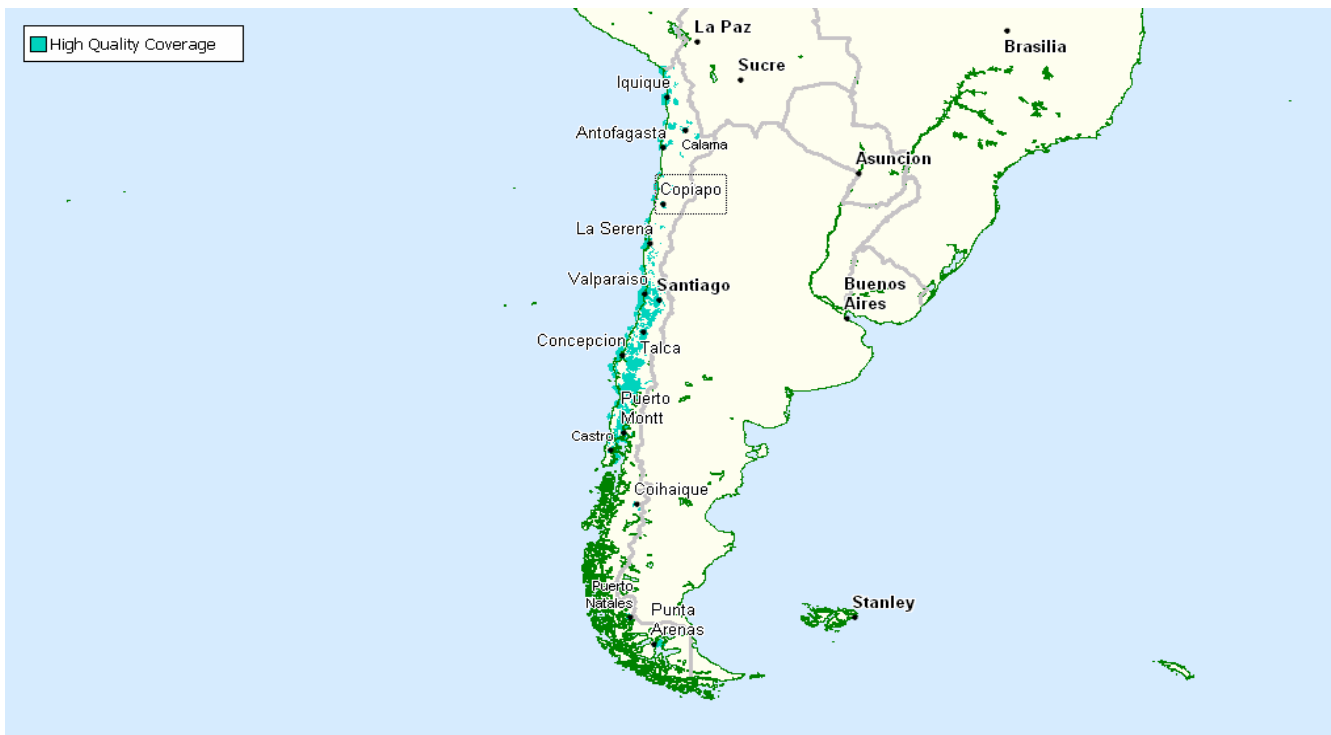 High Quality Coverage
La Paz
Brasilia
Sucre
Iquique
Antofagasta
Calama
Asuncion
Copiapo
La Serena
Valparaiso
Santiago
Buenos
Aires
Concepcion
Talca
Puerto
Montt
Castro
Coihaique
Puerto
Natales
Punta
Arenas
Stanley